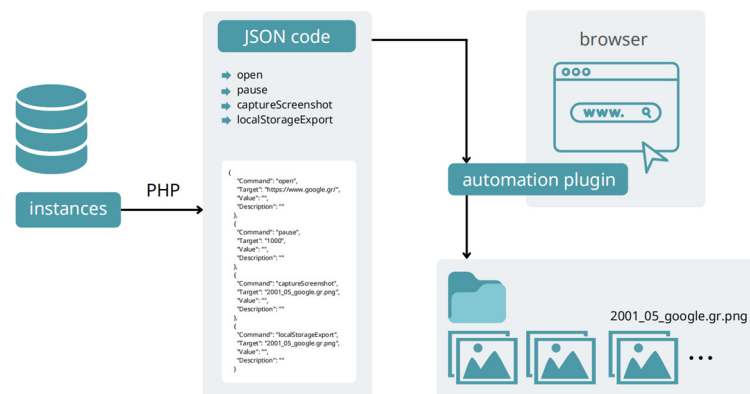 JSON code
open
pause
captureScreenshot
localStorageExport
{
"Command": "open",
"Target": "https://www.google.gr/",
"Value": "",
"Description": ""
},
{
"Command": "pause",
"Target": "1000",
"Value": "",
"Description": ""
},
{
"Command": "captureScreenshot",
"Target": "2001_05_google.gr.png",
"Value": "",
"Description": ""
},
{
"Command": "localStorageExport",
"Target": "2001_05_google.gr.png",
"Value": "",
"Description": ""
}
instances
PHP
browser
www.
automation plugin
2001_05_google.gr.png
...